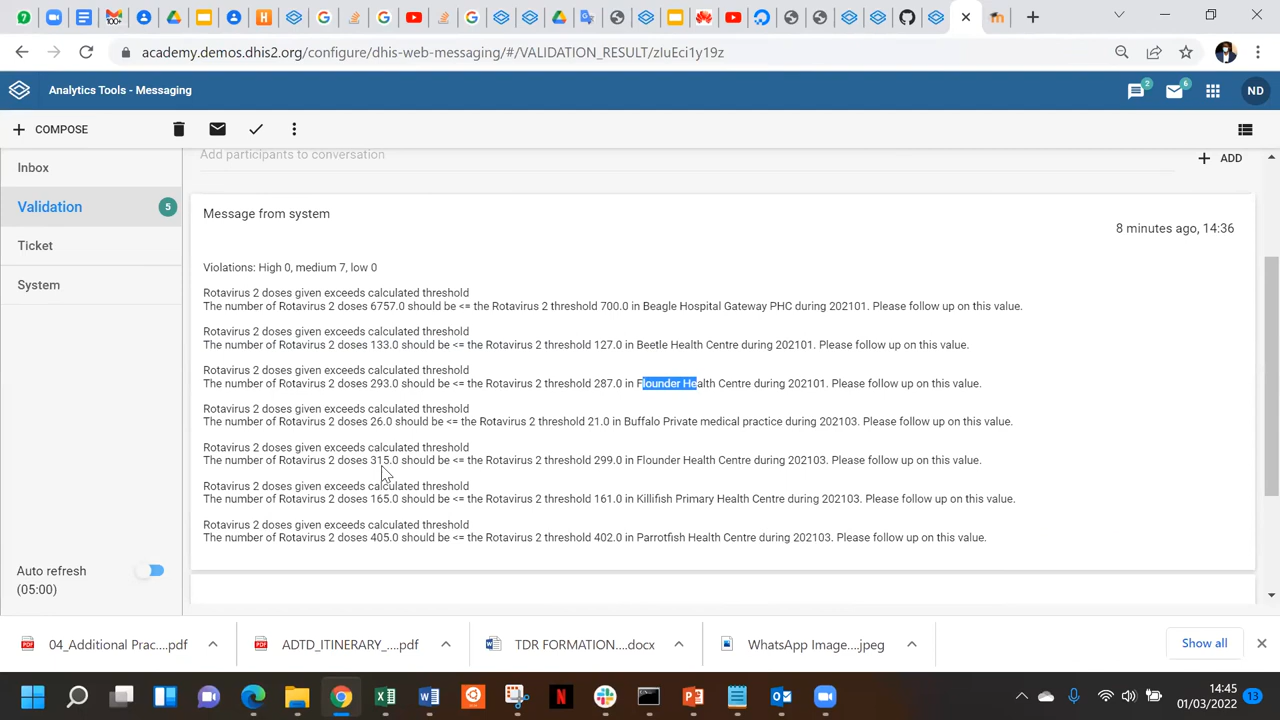 academy.demos.dhis2.org/configure/dhis-web-messaging/#/VALIDATION_RESULT/zIuEci1y19z
Analytics Tools - Messaging
2
6
ND
COMPOSE
Inbox
Validation
5
Ticket
System
Auto refresh
(05:00)
Add participants to conversation
ADD
Message from system
8 minutes ago, 14:36
Violations: High 0, medium 7, low 0
Rotavirus 2 doses given exceeds calculated threshold
The number of Rotavirus 2 doses 6757.0 should be <= the Rotavirus 2 threshold 700.0 in Beagle Hospital Gateway PHC during 202101. Please follow up on this value.
Rotavirus 2 doses given exceeds calculated threshold
The number of Rotavirus 2 doses 133.0 should be <= the Rotavirus 2 threshold 127.0 in Beetle Health Centre during 202101. Please follow up on this value.
Rotavirus 2 doses given exceeds calculated threshold
The number of Rotavirus 2 doses 293.0 should be <= the Rotavirus 2 threshold 287.0 in Flounder Health Centre during 202101. Please follow up on this value.
Rotavirus 2 doses given exceeds calculated threshold
The number of Rotavirus 2 doses 26.0 should be <= the Rotavirus 2 threshold 21.0 in Buffalo Private medical practice during 202103. Please follow up on this value.
Rotavirus 2 doses given exceeds calculated threshold
The number of Rotavirus 2 doses 315.0 should be <= the Rotavirus 2 threshold 299.0 in Flounder Health Centre during 202103. Please follow up on this value.
Rotavirus 2 doses given exceeds calculated threshold
The number of Rotavirus 2 doses 165.0 should be <= the Rotavirus 2 threshold 161.0 in Killifish Primary Health Centre during 202103. Please follow up on this value.
Rotavirus 2 doses given exceeds calculated threshold
The number of Rotavirus 2 doses 405.0 should be <= the Rotavirus 2 threshold 402.0 in Parrotfish Health Centre during 202103. Please follow up on this value.
04_Additional Prac....pdf
ADTD_ITINERARY_....pdf
TDR FORMATION....docx
WhatsApp Image....jpeg
Show all
14:45
01/03/2022
13